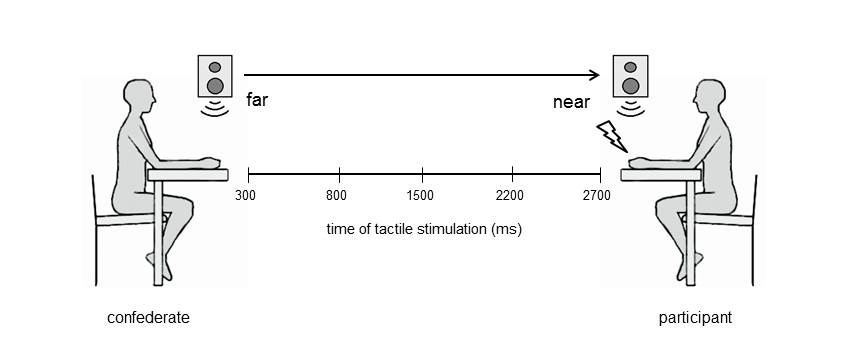 far
near
300 800 1500 2200 2700
time of tactile stimulation (ms)
confederate participant